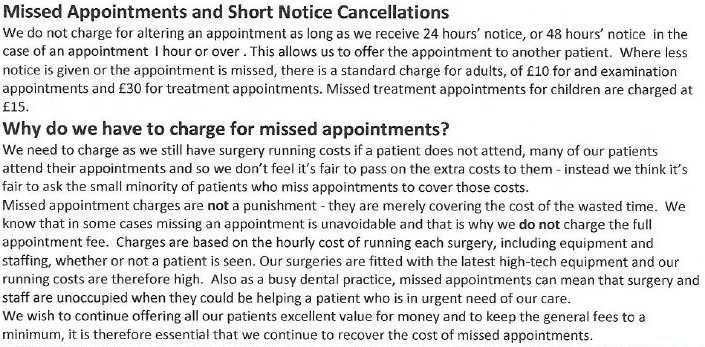 Missed Appointments and Short Notice Cancellations
We do not charge for altering an appointment as long as we receive 24 hours' notice, or 48 hours' notice in the
case of an appointment 1 hour or over . This allows us to offer the appointment to another patient. Where less
notice is given or the appointment is missed, there is a standard charge for adults, of £10 for and examination
appointments and £30 for treatment appointments. Missed treatment appointments for children are charged at
£15.
Why do we have to charge for missed appointments?
We need to charge as we still have surgery running costs if a patient does not attend, many of our patients
attend their appointments and so we don't feel it's fair to pass on the extra costs to them - instead we think it's
fair to ask the small minority of patients who miss appointments to cover those costs.
Missed appointment charges are not a punishment - they are merely covering the cost of the wasted time. We
know that in some cases missing an appointment is unavoidable and that is why we do not charge the full
appointment fee. Charges are based on the hourly cost of running each surgery, including equipment and
staffing, whether or not a patient is seen. Our surgeries are fitted with the latest high-tech equipment and our
running costs are therefore high. Also as a busy dental practice, missed appointments can mean that surgery and
staff are unoccupied when they could be helping a patient who is in urgent need of our care.
We wish to continue offering all our patients excellent value for money and to keep the general fees to a
minimum, it is therefore essential that we continue to recover the cost of missed appointments.